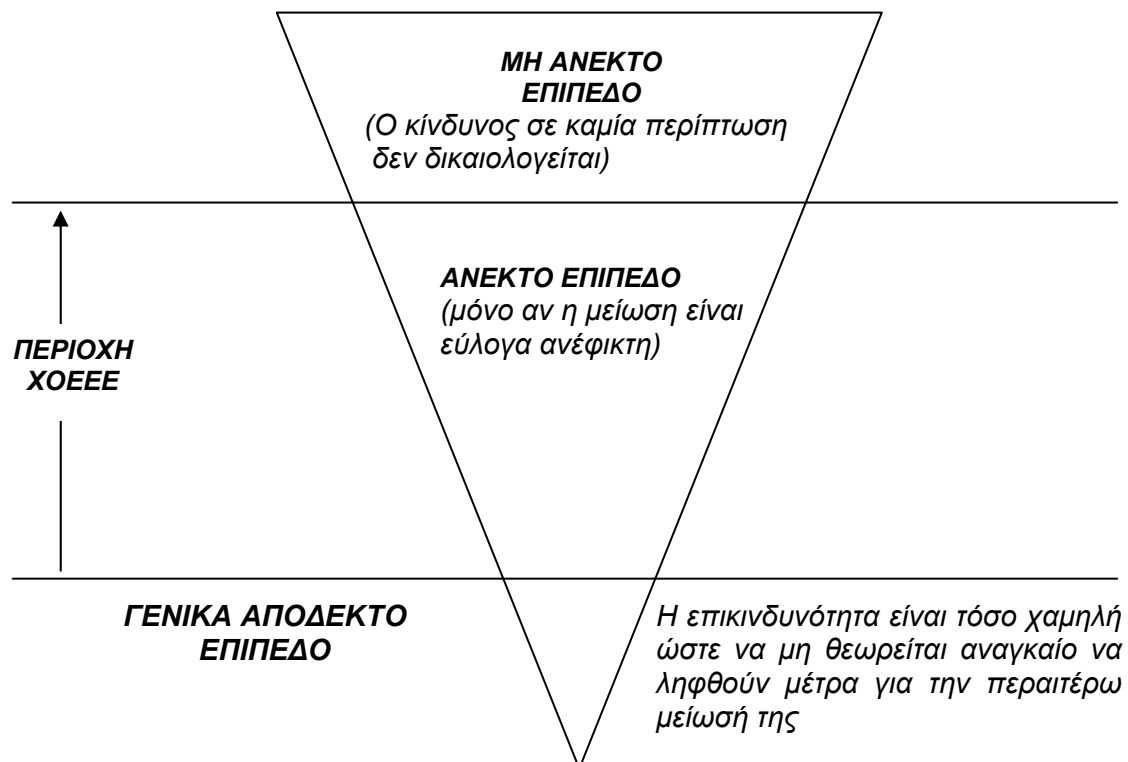 ΜΗ ΑΝΕΚΤΟ
ΕΠΙΠΕΔΟ
(Ο κίνδυνος σε καμία περίπτωση
δεν δικαιολογείται)
ΑΝΕΚΤΟ ΕΠΙΠΕΔΟ
(μόνο αν η μείωση είναι
εύλογα ανέφικτη)
ΠΕΡΙΟΧΗ
ΧΟΕΕΕ
ΓΕΝΙΚΑ ΑΠΟΔΕΚΤΟ
ΕΠΙΠΕΔΟ
Η επικινδυνότητα είναι τόσο χαμηλή
ώστε να μη θεωρείται αναγκαίο να
ληφθούν μέτρα για την περαιτέρω
μείωσή της